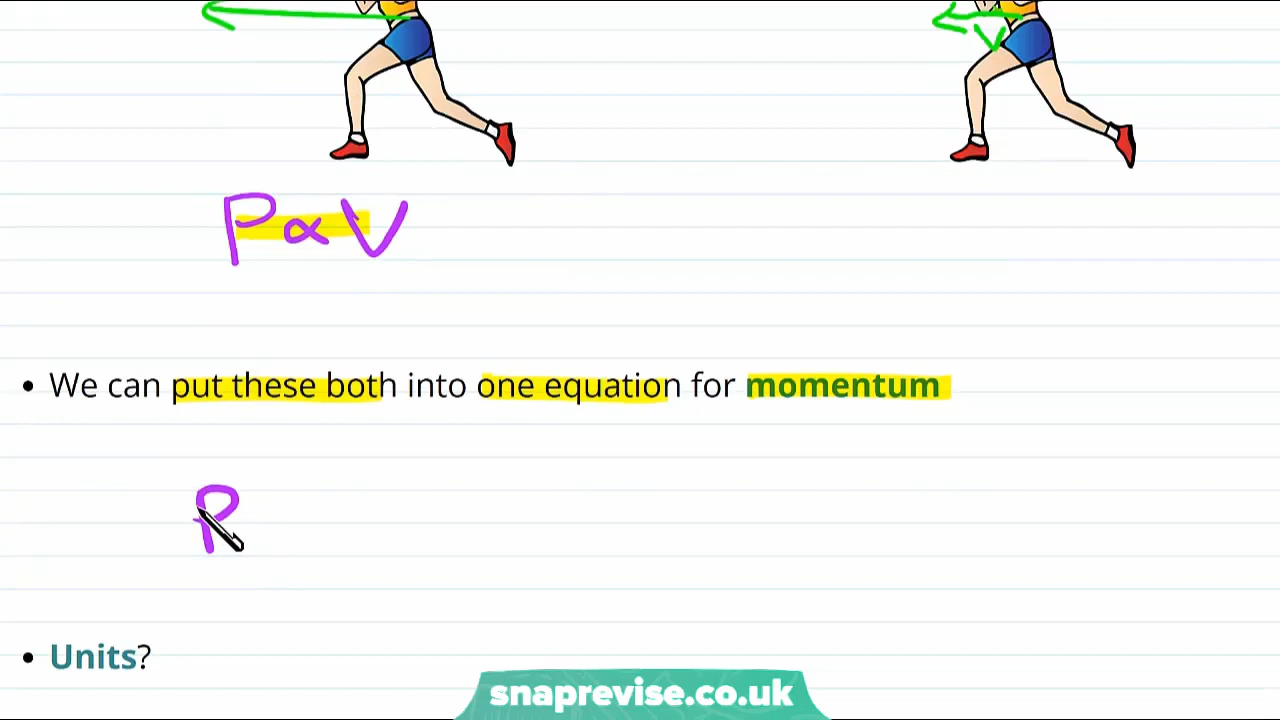 V
P ∝ V
• We can put these both into one equation for momentum
P
• Units?
snaprevise.co.uk